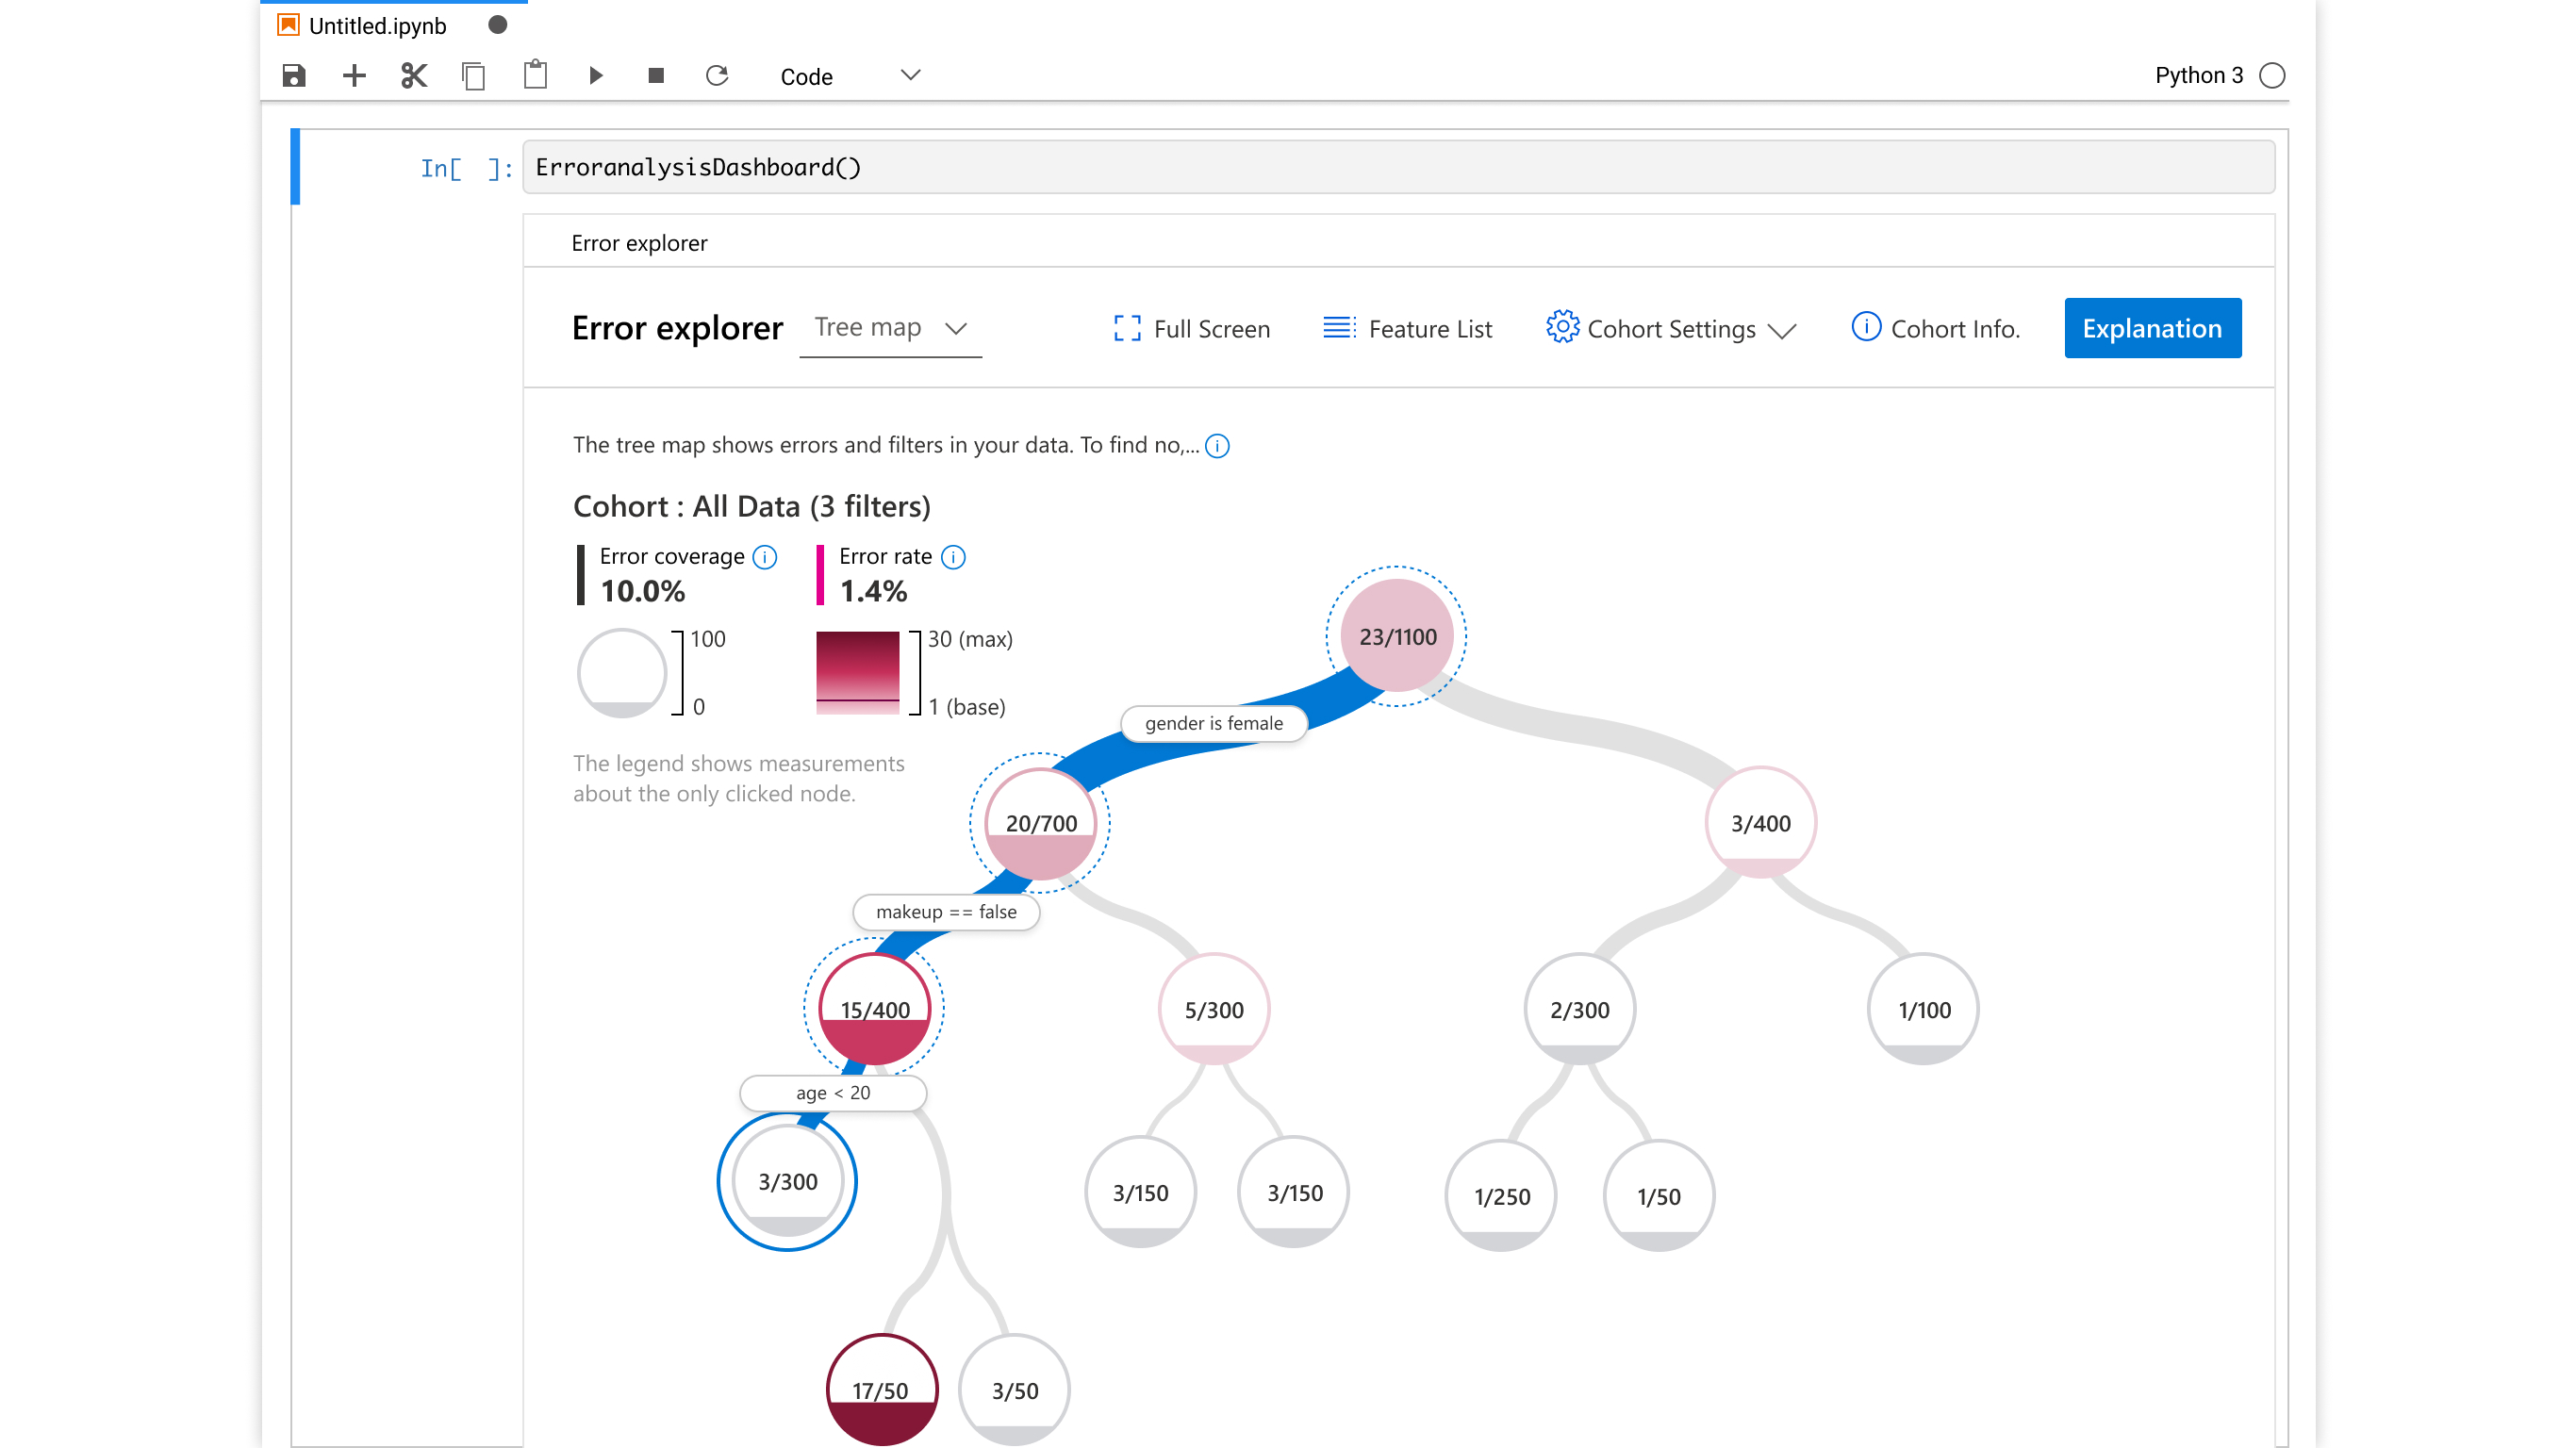 Untitled.ipynb
Code
Python 3
In[ ]:
ErroranalysisDashboard()
Error explorer
Error explorer
Tree map
Full Screen
Feature List
Cohort Settings
Cohort Info.
Explanation
The tree map shows errors and filters in your data. To find no,...
Cohort : All Data (3 filters)
Error coverage
10.0%
Error rate
1.4%
100
0
30 (max)
1 (base)
The legend shows measurements
about the only clicked node.
23/1100
gender is female
20/700
3/400
makeup == false
15/400
5/300
2/300
1/100
age < 20
3/300
3/150
3/150
1/250
1/50
17/50
3/50